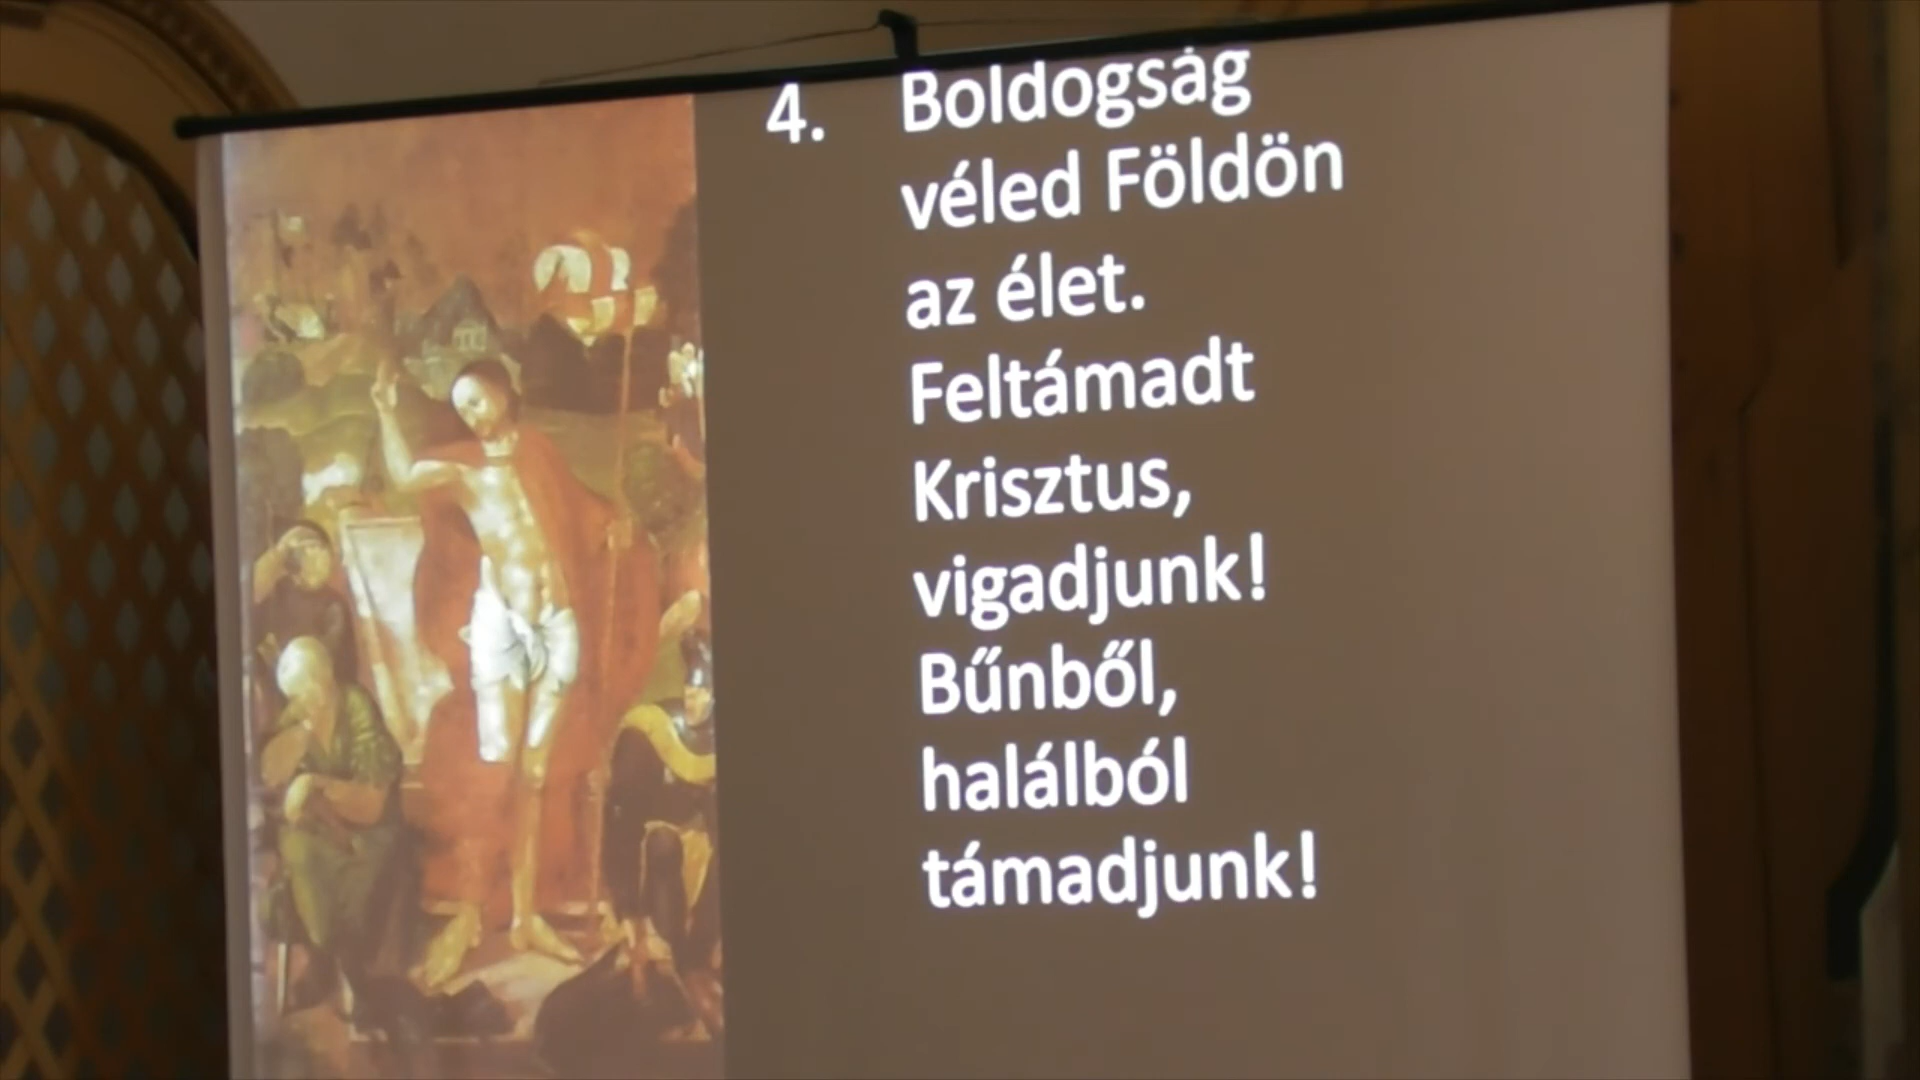 4. Boldogság
véled Földön
az élet.
Feltámadt
Krisztus,
vigadjunk!
Bűnből,
halálból
támadjunk!